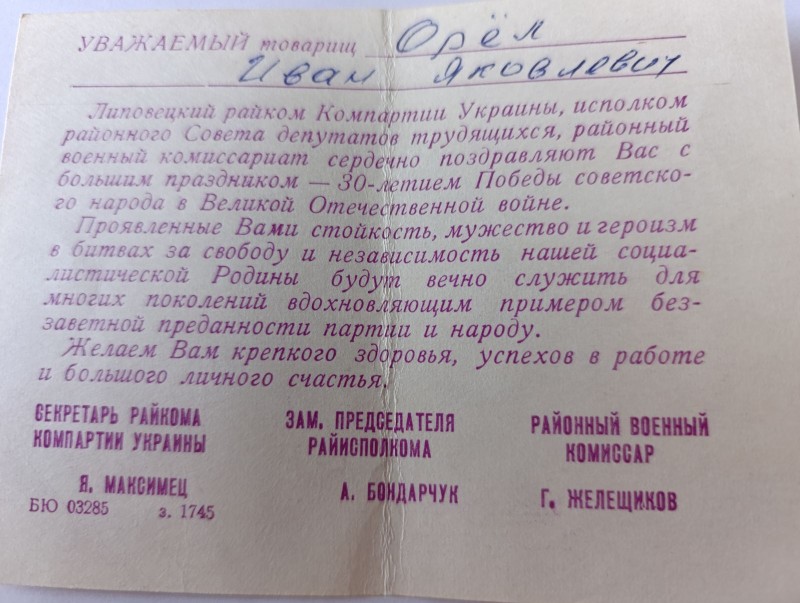 УВАЖАЕМЫЙ товарищ Орёл
Иван Яковлевич
Липовецкий райком Компартии Украины, исполком
районного Совета депутатов трудящихся, районный
военный комиссариат сердечно поздравляют Вас с
большим праздником — 30-летием Победы советско-
го народа в Великой Отечественной войне.
Проявленные Вами стойкость, мужество и героизм
в битвах за свободу и независимость нашей социа-
листической Родины будут вечно служить для
многих поколений вдохновляющим примером без-
заветной преданности партии и народу.
Желаем Вам крепкого здоровья, успехов в работе
и большого личного счастья.
СЕКРЕТАРЬ РАЙКОМА ЗАМ. ПРЕДСЕДАТЕЛЯ РАЙОННЫЙ ВОЕННЫЙ
КОМПАРТИИ УКРАИНЫ РАЙИСПОЛКОМА КОМИССАР
Я. МАКСИМЕЦ А. БОНДАРЧУК Г. ЖЕЛЕЩИКОВ
БЮ 03285 з. 1745